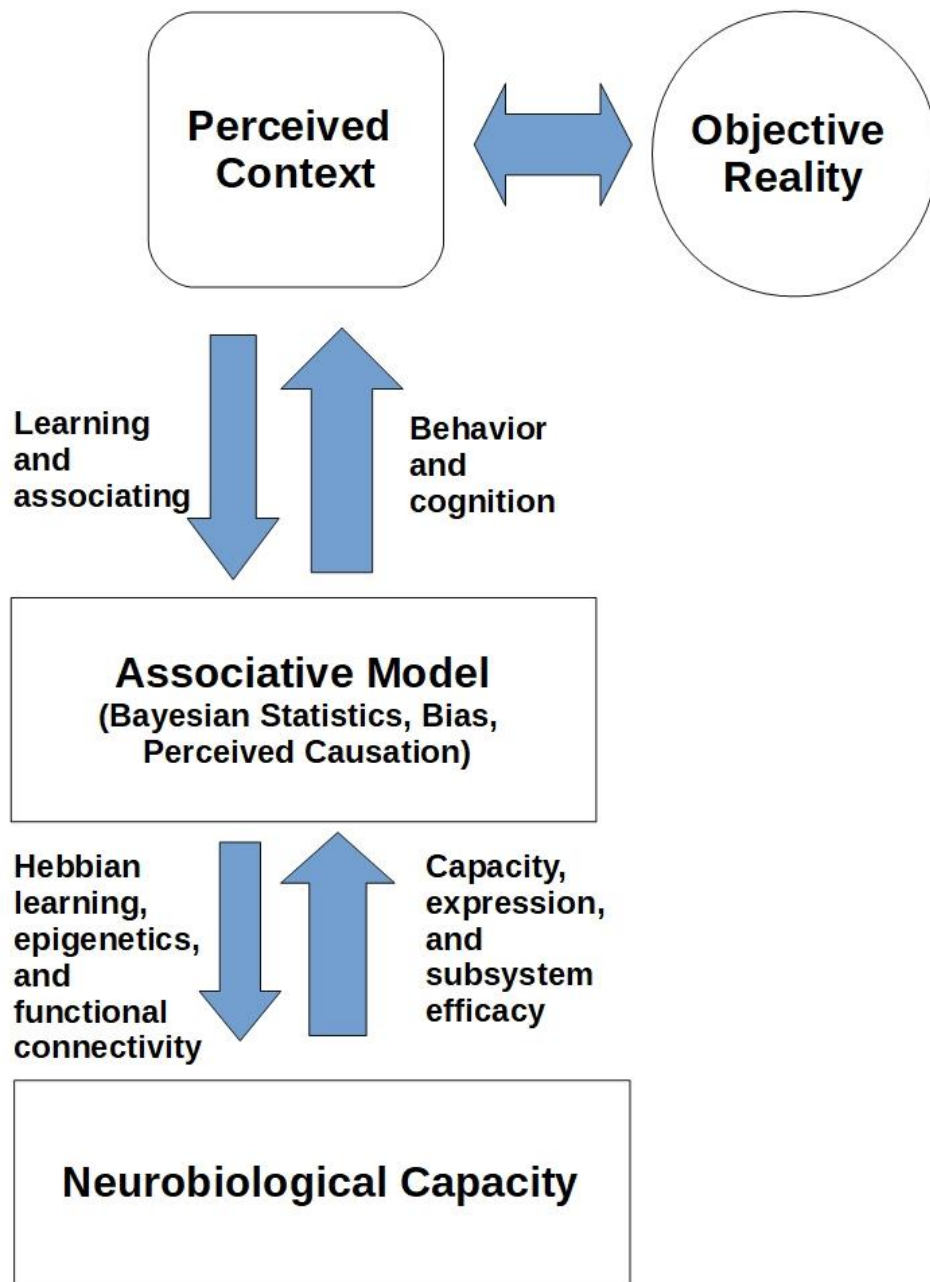 Perceived
Context
Objective
Reality
Learning
and
associating
Behavior
and
cognition
Associative Model
(Bayesian Statistics, Bias,
Perceived Causation)
Hebbian
learning,
epigenetics,
and
functional
connectivity
Capacity,
expression,
and
subsystem
efficacy
Neurobiological Capacity